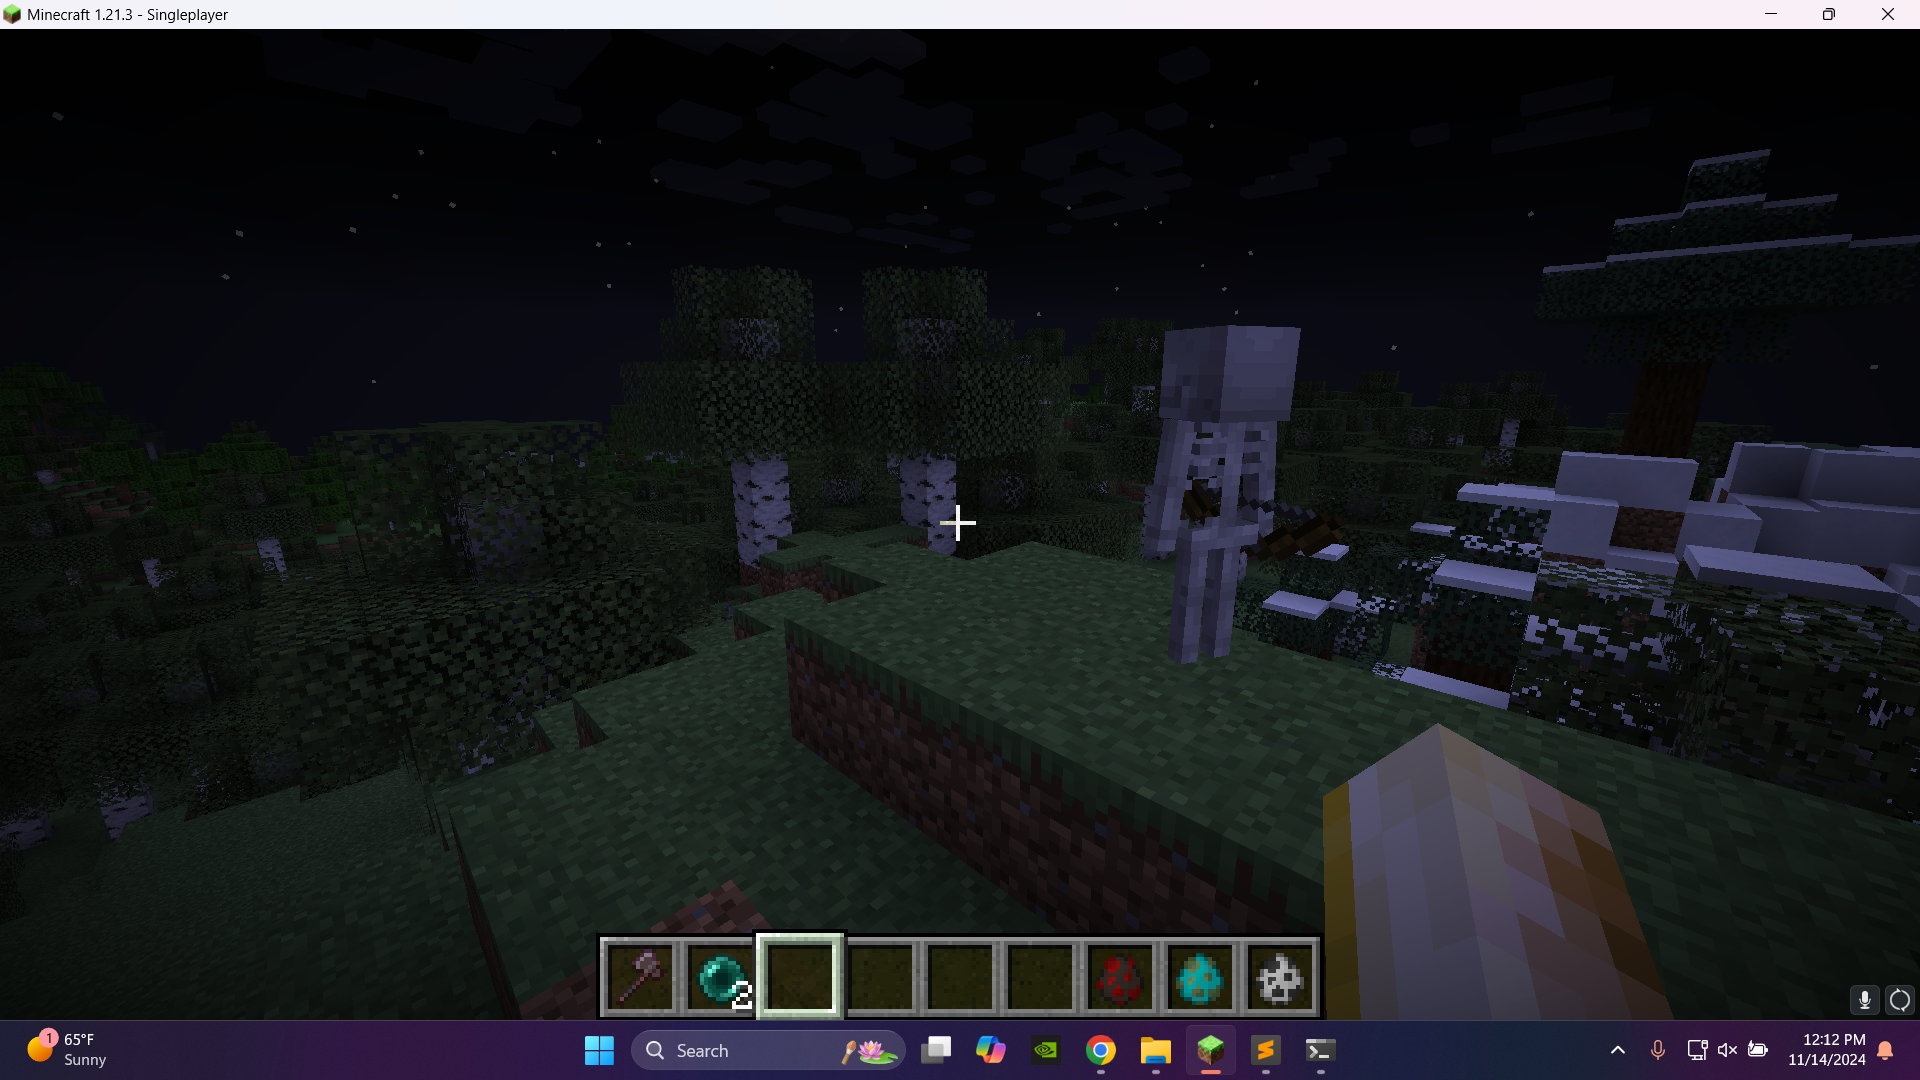 Minecraft 1.21.3 - Singleplayer
2
1
65°F
Sunny
Search
12:12 PM
11/14/2024